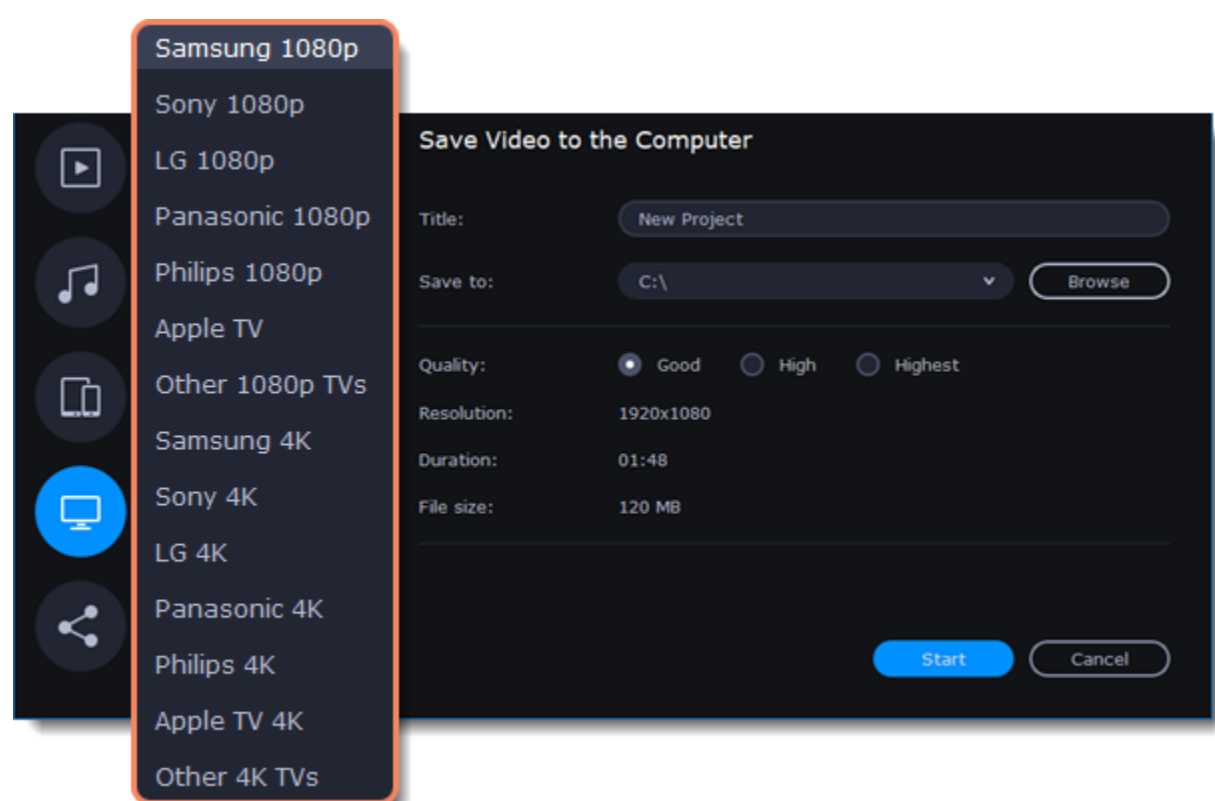 Samsung 1080p
Sony 1080p
LG 1080p
Panasonic 1080p
Philips 1080p
Apple TV
Other 1080p TVs
Samsung 4K
Sony 4K
LG 4K
Panasonic 4K
Philips 4K
Apple TV 4K
Other 4K TVs
Save Video to the Computer
Title: New Project
Save to: C:\ Browse
Quality: Good High Highest
Resolution: 1920x1080
Duration: 01:48
File size: 120 MB
Start Cancel